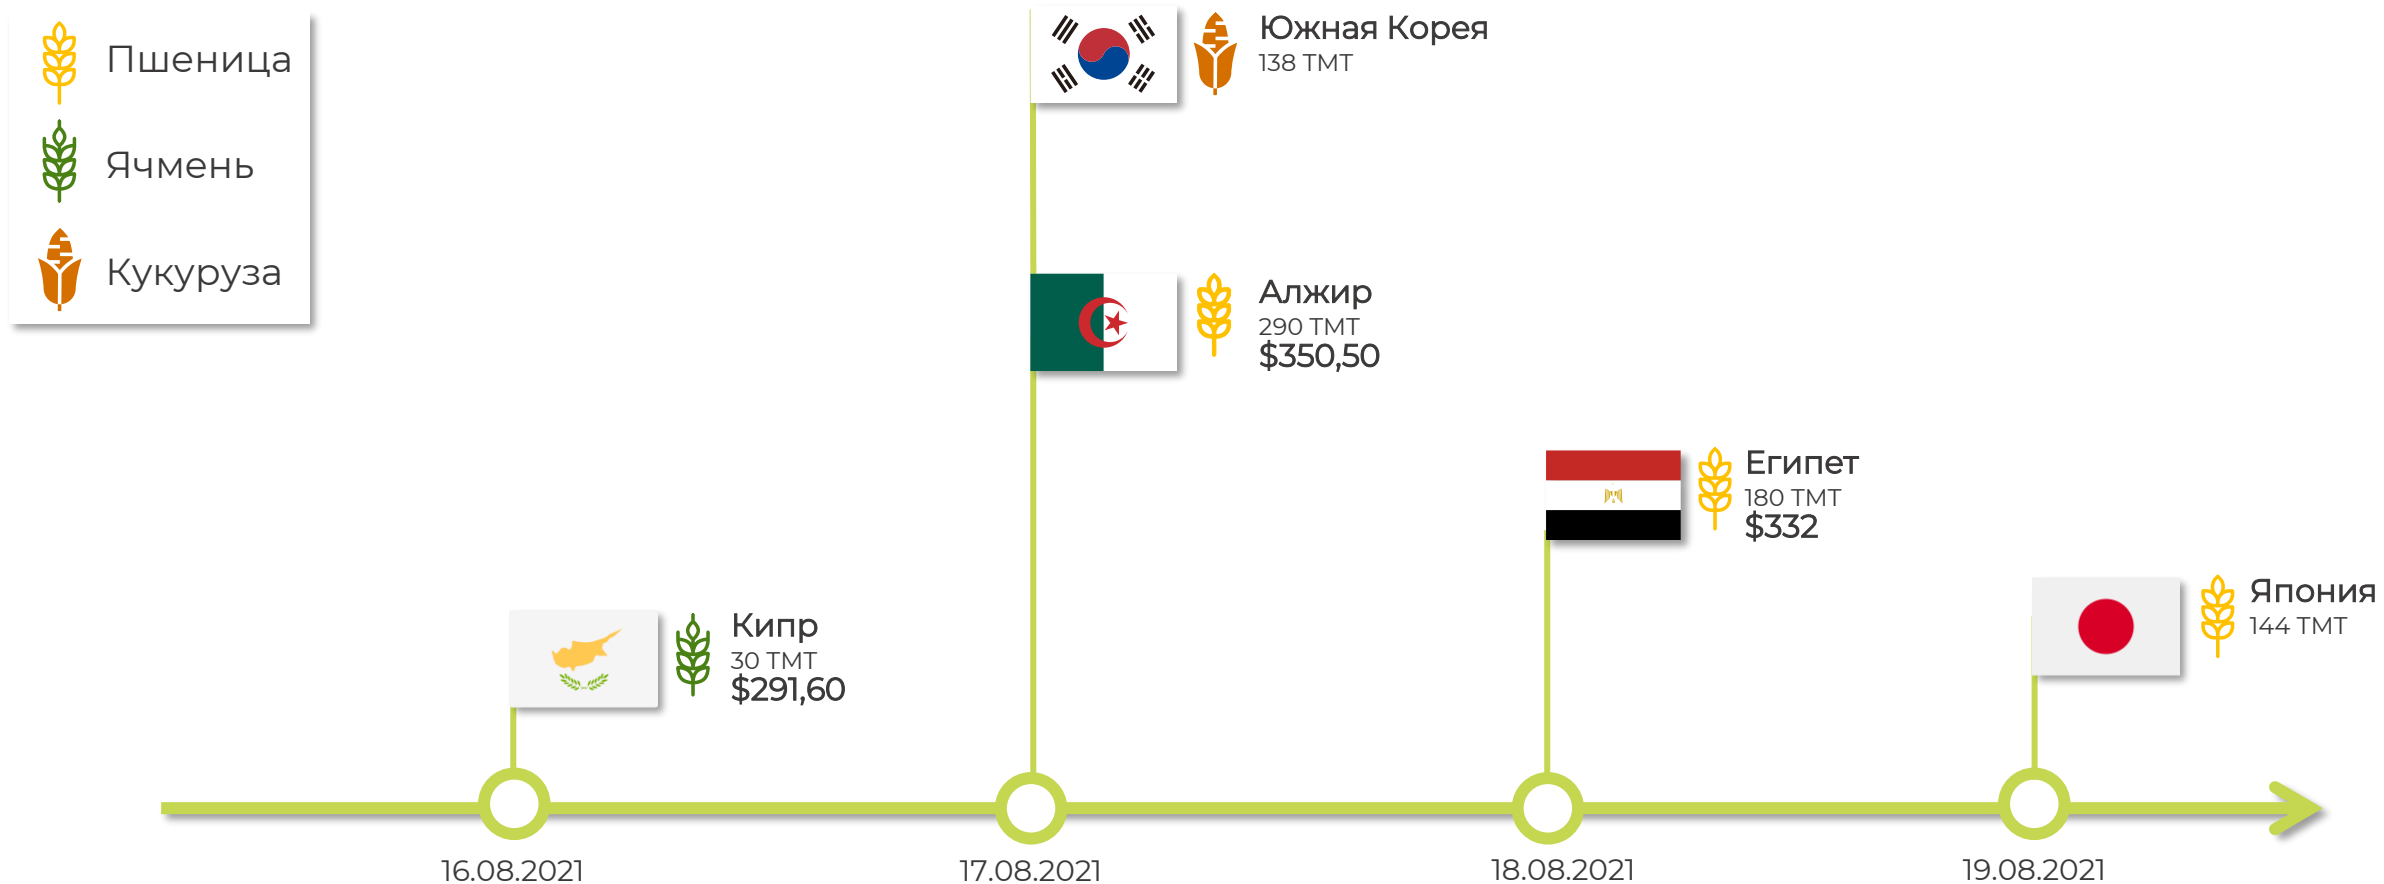 Пшеница
Ячмень
Кукуруза
Южная Корея
138 ТМТ
Алжир
290 ТМТ
$350,50
Египет
180 ТМТ
$332
Япония
144 ТМТ
Кипр
30 ТМТ
$291,60
16.08.2021
17.08.2021
18.08.2021
19.08.2021